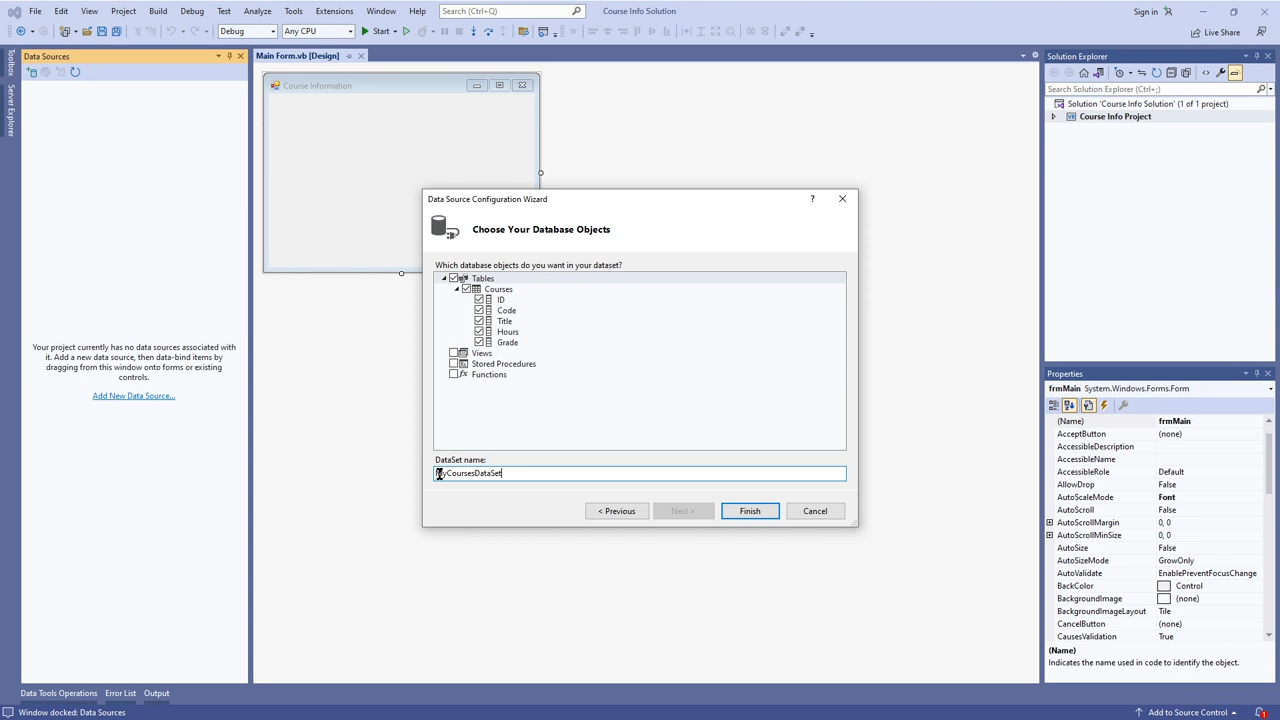 File Edit View Project Build Debug Test Analyze Tools Extensions Window Help Search (Ctrl+Q) Course Info Solution Sign in
Debug Any CPU Start Live Share
Toolbox
Server Explorer
Data Sources
Your project currently has no data sources associated with
it. Add a new data source, then data-bind items by
dragging from this window onto forms or existing
controls.
Add New Data Source...
Main Form.vb [Design]
Course Information
Data Source Configuration Wizard
?
Choose Your Database Objects
Which database objects do you want in your dataset?
Tables
Courses
ID
Code
Title
Hours
Grade
Views
Stored Procedures
fx Functions
DataSet name:
MyCoursesDataSet
< Previous Next > Finish Cancel
Solution Explorer
Search Solution Explorer (Ctrl+;)
Solution 'Course Info Solution' (1 of 1 project)
VB Course Info Project
Properties
frmMain System.Windows.Forms.Form
(Name) frmMain
AcceptButton (none)
AccessibleDescription
AccessibleName
AccessibleRole Default
AllowDrop False
AutoScaleMode Font
AutoScroll False
AutoScrollMargin 0, 0
AutoScrollMinSize 0, 0
AutoSize False
AutoSizeMode GrowOnly
AutoValidate EnablePreventFocusChange
BackColor Control
BackgroundImage (none)
BackgroundImageLayout Tile
CancelButton (none)
CausesValidation True
(Name)
Indicates the name used in code to identify the object.
Data Tools Operations Error List Output
Window docked: Data Sources Add to Source Control 1